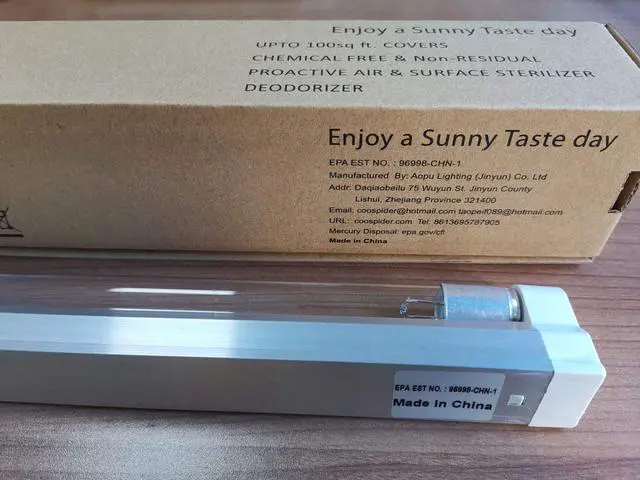 Enjoy a Sunny Taste day
UPTO 100sq ft. COVERS
CHEMICAL FREE & Non-RESIDUAL
PROACTIVE AIR & SURFACE STERILIZER
DEODORIZER
Enjoy a Sunny Taste day
EPA EST NO. : 96998-CHN-1
Manufactured By: Aopu Lighting (Jinyun) Co. Ltd
Addr: Daqiaobeilu 75 Wuyun St. Jinyun County
Lishui, Zhejiang Province 321400
Email: coospider@hotmail.com taopeif089@hotmail.com
URL: coospider.com Tel: 8613695787905
Mercury Disposal: epa.gov/cfl
Made in China
EPA EST NO. : 96998-CHN-1
Made in China